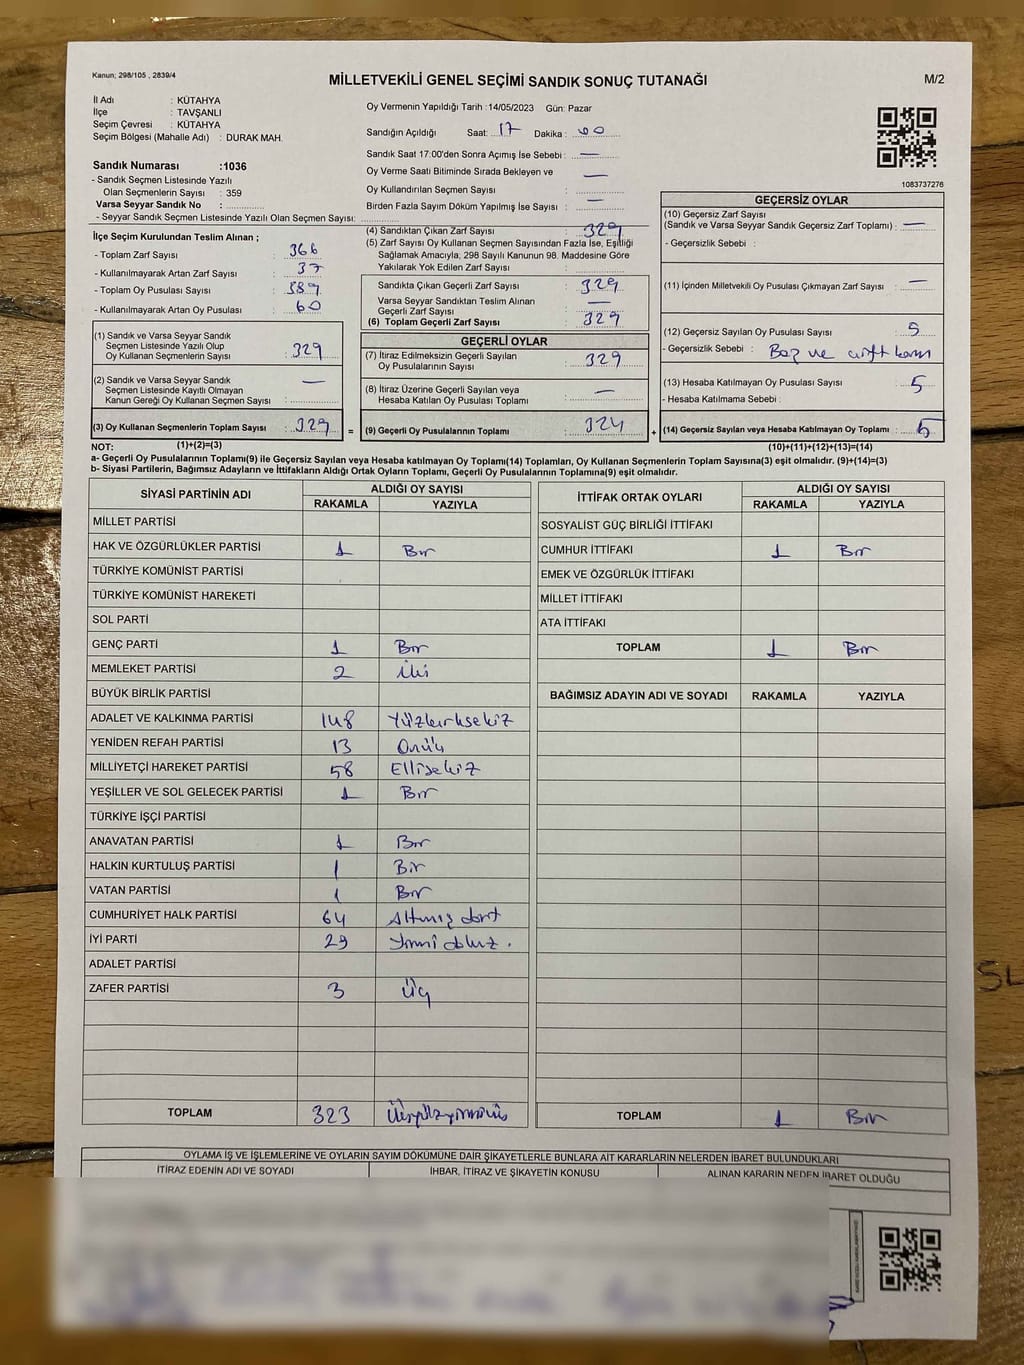 Kanun; 298/105 , 2839/4
MİLLETVEKİLİ GENEL SEÇİMİ SANDIK SONUÇ TUTANAĞI
M/2
İl Adı : KÜTAHYA
İlçe : TAVŞANLI
Seçim Çevresi : KÜTAHYA
Seçim Bölgesi (Mahalle Adı) : DURAK MAH.
Sandık Numarası :1036
- Sandık Seçmen Listesinde Yazılı
Olan Seçmenlerin Sayısı : 359
Varsa Seyyar Sandık No :
- Seyyar Sandık Seçmen Listesinde Yazılı Olan Seçmen Sayısı:
Oy Vermenin Yapıldığı Tarih :14/05/2023 Gün: Pazar
Sandığın Açıldığı Saat: 17 Dakika : 00
Sandık Saat 17:00'den Sonra Açımış İse Sebebi : —
Oy Verme Saati Bitiminde Sırada Bekleyen ve —
Oy Kullandırılan Seçmen Sayısı :
Birden Fazla Sayım Döküm Yapılmış İse Sayısı : —
1083737276
İlçe Seçim Kurulundan Teslim Alınan ;
- Toplam Zarf Sayısı : 366
- Kullanılmayarak Artan Zarf Sayısı : 37
- Toplam Oy Pusulası Sayısı : 389
- Kullanılmayarak Artan Oy Pusulası : 60
(1) Sandık ve Varsa Seyyar Sandık
Seçmen Listesinde Yazılı Olup
Oy Kullanan Seçmenlerin Sayısı : 329
(2) Sandık ve Varsa Seyyar Sandık
Seçmen Listesinde Kayıtlı Olmayan —
Kanun Gereği Oy Kullanan Seçmen Sayısı :
(3) Oy Kullanan Seçmenlerin Toplam Sayısı : 329 =
(4) Sandıktan Çıkan Zarf Sayısı : 329
(5) Zarf Sayısı Oy Kullanan Seçmen Sayısından Fazla İse, Eşitliği
Sağlamak Amacıyla, 298 Sayılı Kanunun 98. Maddesine Göre
Yakılarak Yok Edilen Zarf Sayısı :
Sandıkta Çıkan Geçerli Zarf Sayısı : 329
Varsa Seyyar Sandıktan Teslim Alınan
Geçerli Zarf Sayısı : —
(6) Toplam Geçerli Zarf Sayısı : 329
GEÇERLİ OYLAR
(7) İtiraz Edilmeksizin Geçerli Sayılan
Oy Pusulalarının Sayısı : 329
(8) İtiraz Üzerine Geçerli Sayılan veya
Hesaba Katılan Oy Pusulası Toplamı : —
(9) Geçerli Oy Pusulalarının Toplamı : 324 +
GEÇERSİZ OYLAR
(10) Geçersiz Zarf Sayısı
(Sandık ve Varsa Seyyar Sandık Geçersiz Zarf Toplamı) : —
- Geçersizlik Sebebi :
(11) İçinden Milletvekili Oy Pusulası Çıkmayan Zarf Sayısı : —
(12) Geçersiz Sayılan Oy Pusulası Sayısı : 5
- Geçersizlik Sebebi : Boş ve
(13) Hesaba Katılmayan Oy Pusulası Sayısı : 5
- Hesaba Katılmama Sebebi :
(14) Geçersiz Sayılan veya Hesaba Katılmayan Oy Toplamı : 5
NOT: (1)+(2)=(3) (10)+(11)+(12)+(13)=(14)
a- Geçerli Oy Pusulalarının Toplamı(9) ile Geçersiz Sayılan veya Hesaba Katılmayan Oy Toplamı(14) Toplamları, Oy Kullanan Seçmenlerin Toplam Sayısına(3) eşit olmalıdır. (9)+(14)=(3)
b- Siyasi Partilerin, Bağımsız Adayların ve İttifakların Aldığı Ortak Oyların Toplamı, Geçerli Oy Pusulalarının Toplamına(9) eşit olmalıdır.
SİYASİ PARTİNİN ADI ALDIĞI OY SAYISI
RAKAMLA YAZIYLA
MİLLET PARTİSİ
HAK VE ÖZGÜRLÜKLER PARTİSİ 1 Bir
TÜRKİYE KOMÜNİST PARTİSİ
TÜRKİYE KOMÜNİST HAREKETİ
SOL PARTİ
GENÇ PARTİ 1 Bir
MEMLEKET PARTİSİ 2 İki
BÜYÜK BİRLİK PARTİSİ
ADALET VE KALKINMA PARTİSİ 148 Yüzkırksekiz
YENİDEN REFAH PARTİSİ 13 Onüç
MİLLİYETÇİ HAREKET PARTİSİ 58 Ellisekiz
YEŞİLLER VE SOL GELECEK PARTİSİ 1 Bir
TÜRKİYE İŞÇİ PARTİSİ
ANAVATAN PARTİSİ 1 Bir
HALKIN KURTULUŞ PARTİSİ 1 Bir
VATAN PARTİSİ 1 Bir
CUMHURİYET HALK PARTİSİ 64 Altmış dört
İYİ PARTİ 29 Yirmi dokuz.
ADALET PARTİSİ
ZAFER PARTİSİ 3 Üç
TOPLAM 323 Üçyüzyirmiüç
İTTİFAK ORTAK OYLARI ALDIĞI OY SAYISI
RAKAMLA YAZIYLA
SOSYALİST GÜÇ BİRLİĞİ İTTİFAKI
CUMHUR İTTİFAKI 1 Bir
EMEK VE ÖZGÜRLÜK İTTİFAKI
MİLLET İTTİFAKI
ATA İTTİFAKI
TOPLAM 1 Bir
BAĞIMSIZ ADAYIN ADI VE SOYADI RAKAMLA YAZIYLA
TOPLAM 1 Bir
OYLAMA İŞ VE İŞLEMLERİNE VE OYLARIN SAYIM DÖKÜMÜNE DAİR ŞİKAYETLERLE BUNLARA AİT KARARLARIN NELERDEN İBARET BULUNDUKLARI
İTİRAZ EDENİN ADI VE SOYADI İHBAR, İTİRAZ VE ŞİKAYETİN KONUSU ALINAN KARARIN NEDEN İBARET OLDUĞU